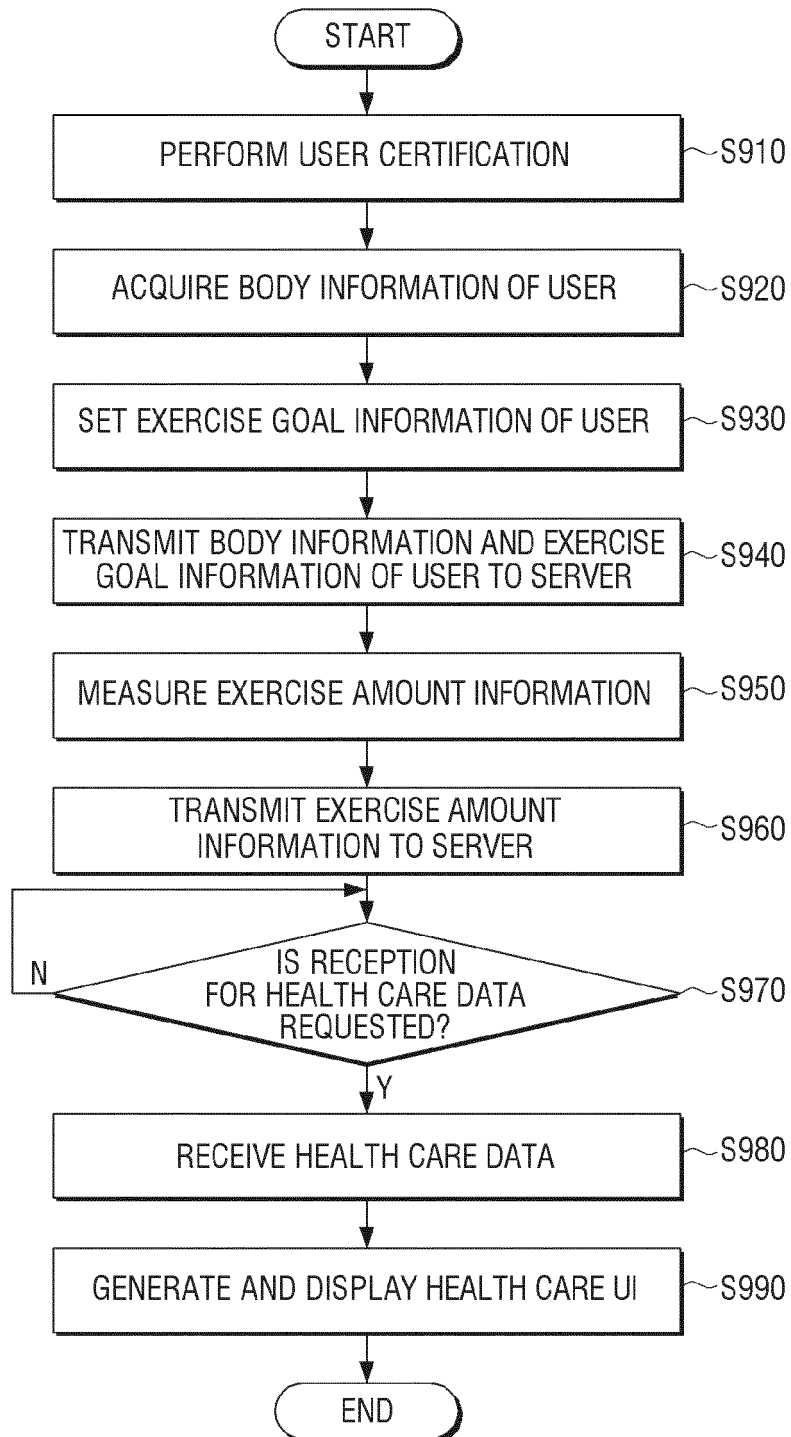 START
PERFORM USER CERTIFICATION
S910
ACQUIRE BODY INFORMATION OF USER
S920
SET EXERCISE GOAL INFORMATION OF USER
S930
TRANSMIT BODY INFORMATION AND EXERCISE
GOAL INFORMATION OF USER TO SERVER
S940
MEASURE EXERCISE AMOUNT INFORMATION
S950
TRANSMIT EXERCISE AMOUNT
INFORMATION TO SERVER
S960
IS RECEPTION
FOR HEALTH CARE DATA
REQUESTED?
S970
N
Y
RECEIVE HEALTH CARE DATA
S980
GENERATE AND DISPLAY HEALTH CARE UI
S990
END